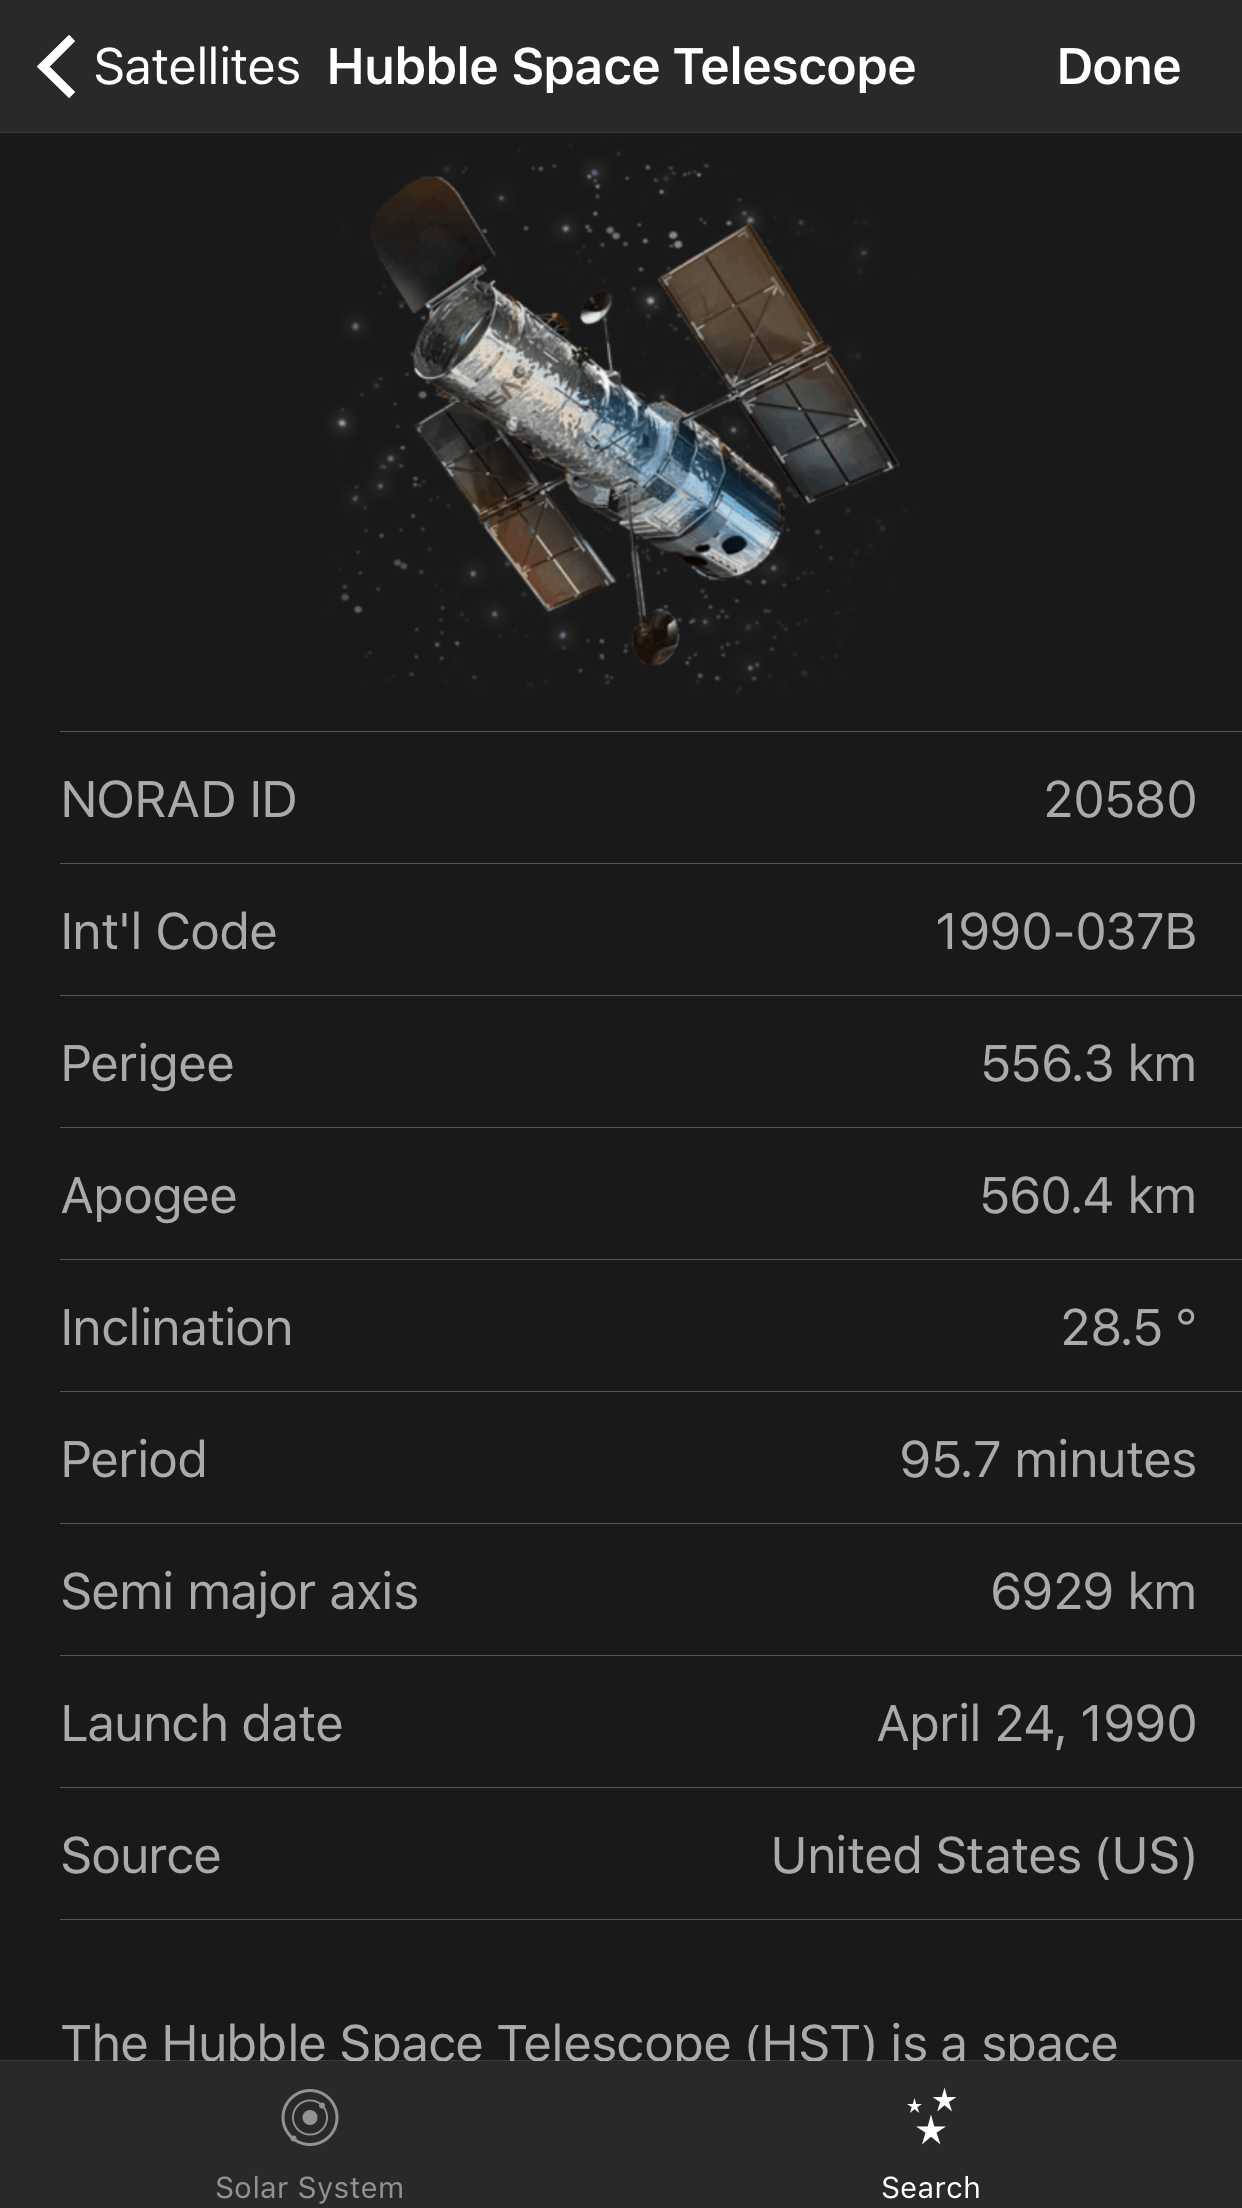 Satellites Hubble Space Telescope Done
NORAD ID 20580
Int'l Code 1990-037B
Perigee 556.3 km
Apogee 560.4 km
Inclination 28.5 °
Period 95.7 minutes
Semi major axis 6929 km
Launch date April 24, 1990
Source United States (US)
The Hubble Space Telescope (HST) is a space
Solar System Search